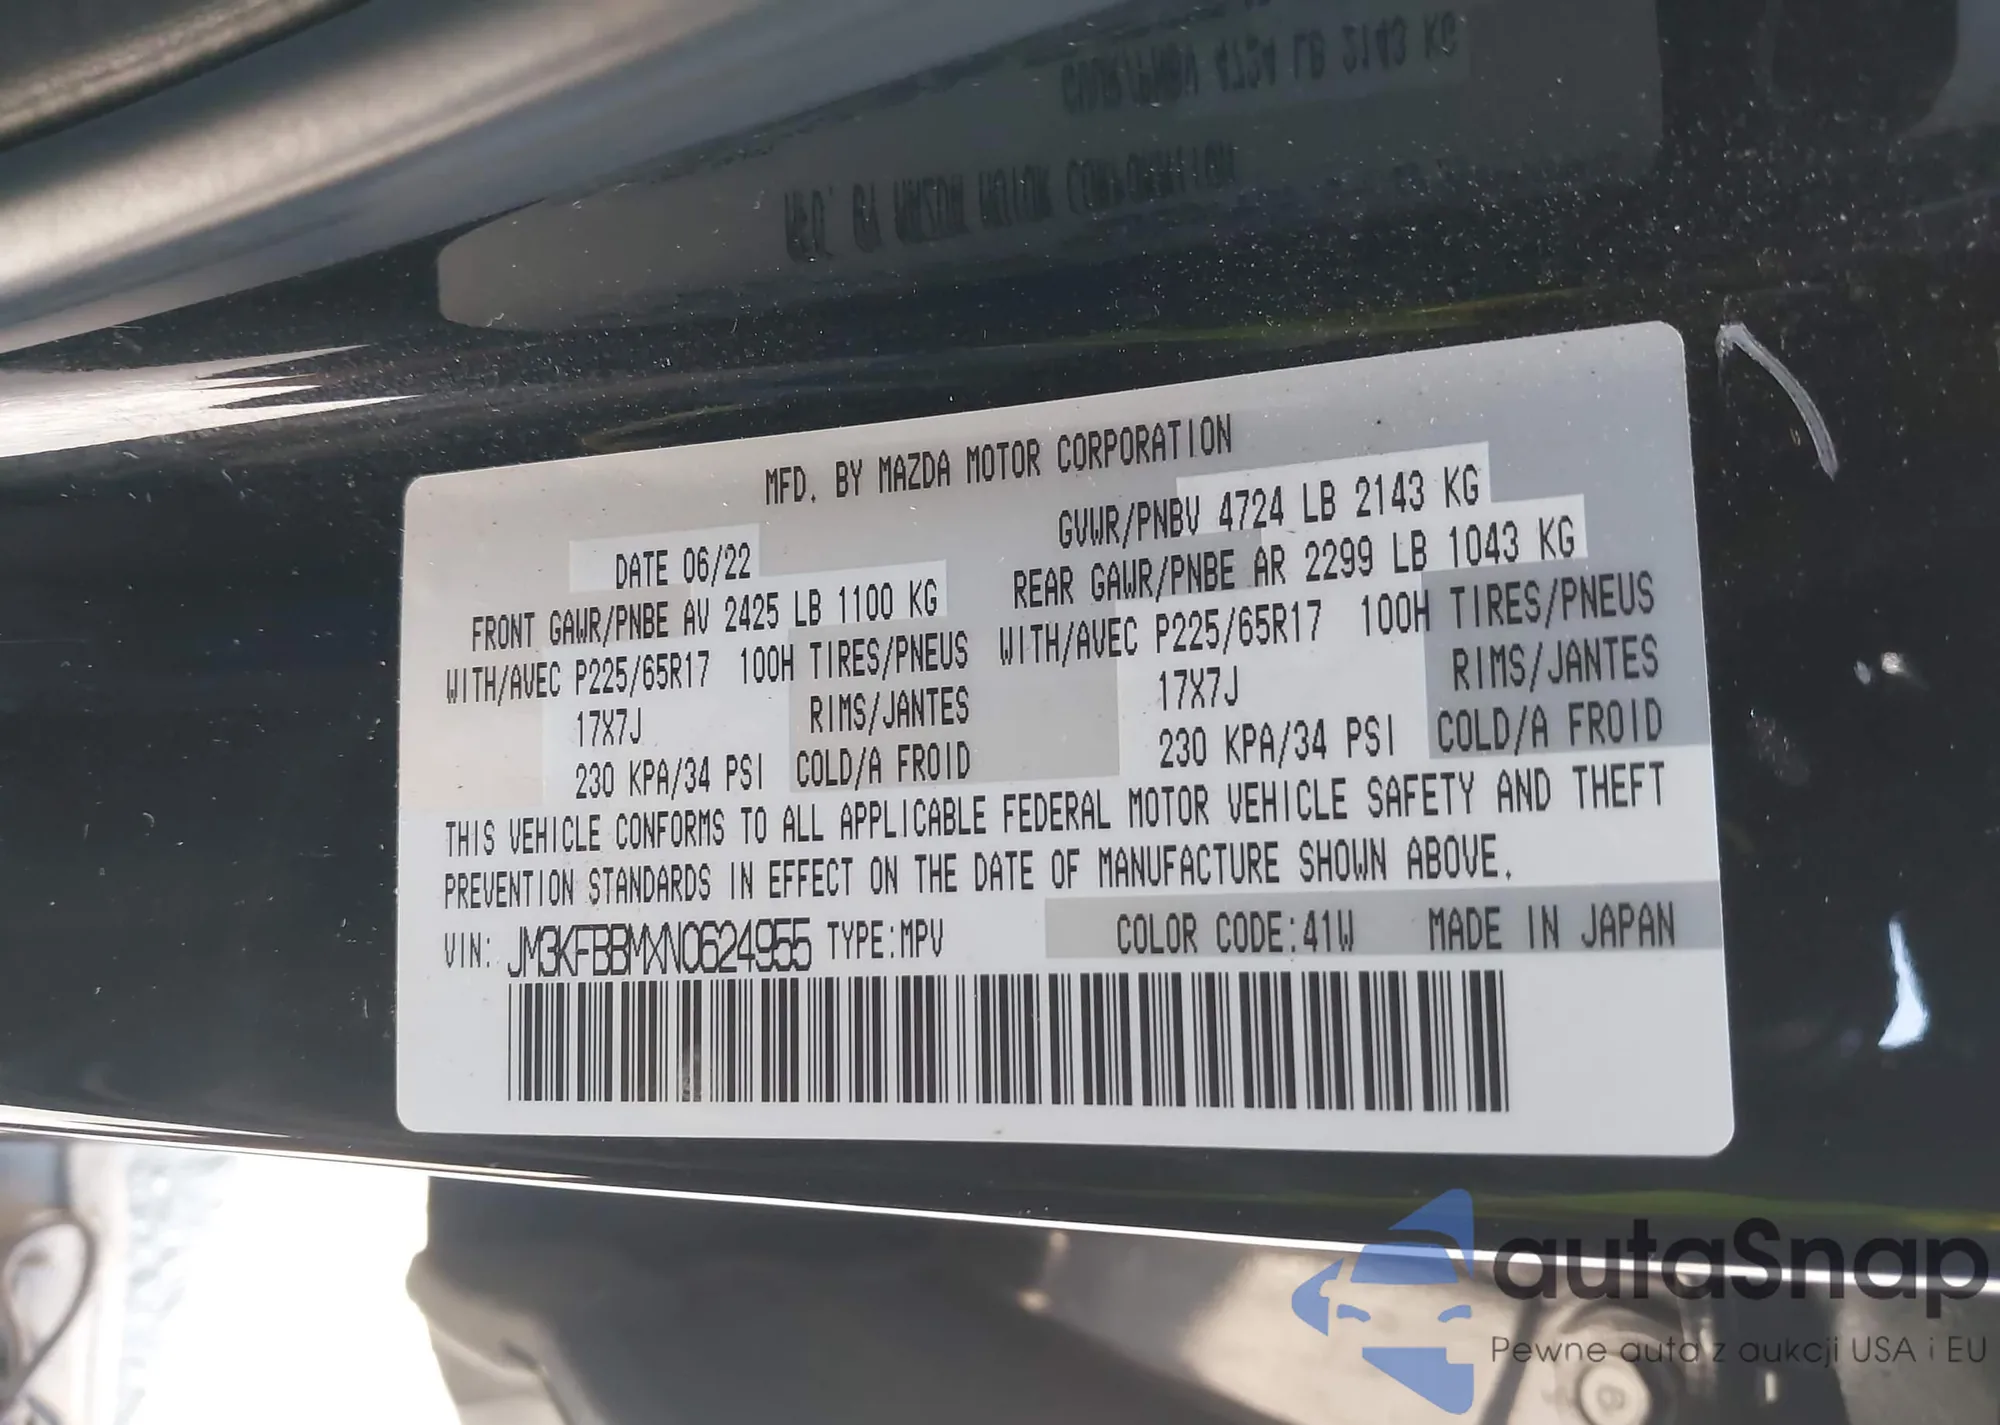 MFD. BY MAZDA MOTOR CORPORATION
DATE 06/22
GVWR/PNBV 4724 LB 2143 KG
FRONT GAWR/PNBE AV 2425 LB 1100 KG
REAR GAWR/PNBE AR 2299 LB 1043 KG
WITH/AVEC P225/65R17 100H TIRES/PNEUS
WITH/AVEC P225/65R17 100H TIRES/PNEUS
17X7J RIMS/JANTES
17X7J RIMS/JANTES
230 KPA/34 PSI COLD/A FROID
230 KPA/34 PSI COLD/A FROID
THIS VEHICLE CONFORMS TO ALL APPLICABLE FEDERAL MOTOR VEHICLE SAFETY AND THEFT
PREVENTION STANDARDS IN EFFECT ON THE DATE OF MANUFACTURE SHOWN ABOVE.
VIN: JM3KFBBMXN0624955 TYPE:MPV COLOR CODE:41W MADE IN JAPAN
autaSnap
Pewne auta z aukcji USA i EU